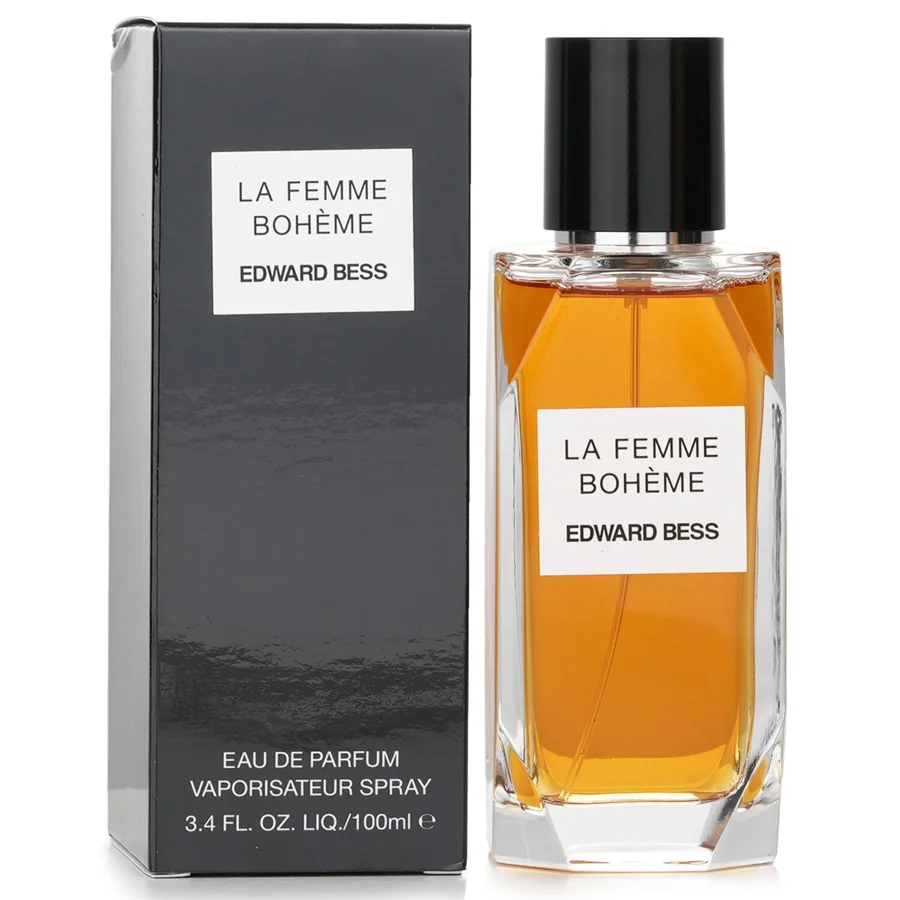 LA FEMME
BOHÈME
EDWARD BESS
EAU DE PARFUM
VAPORISATEUR SPRAY
3.4 FL. OZ. LIQ./100ml ℮
LA FEMME
BOHÈME
EDWARD BESS